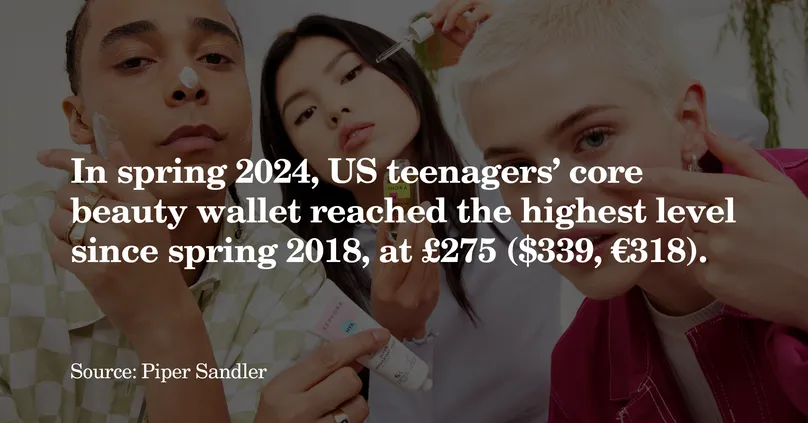 In spring 2024, US teenagers’ core
beauty wallet reached the highest level
since spring 2018, at £275 ($339, €318).
SEPHORA
Source: Piper Sandler